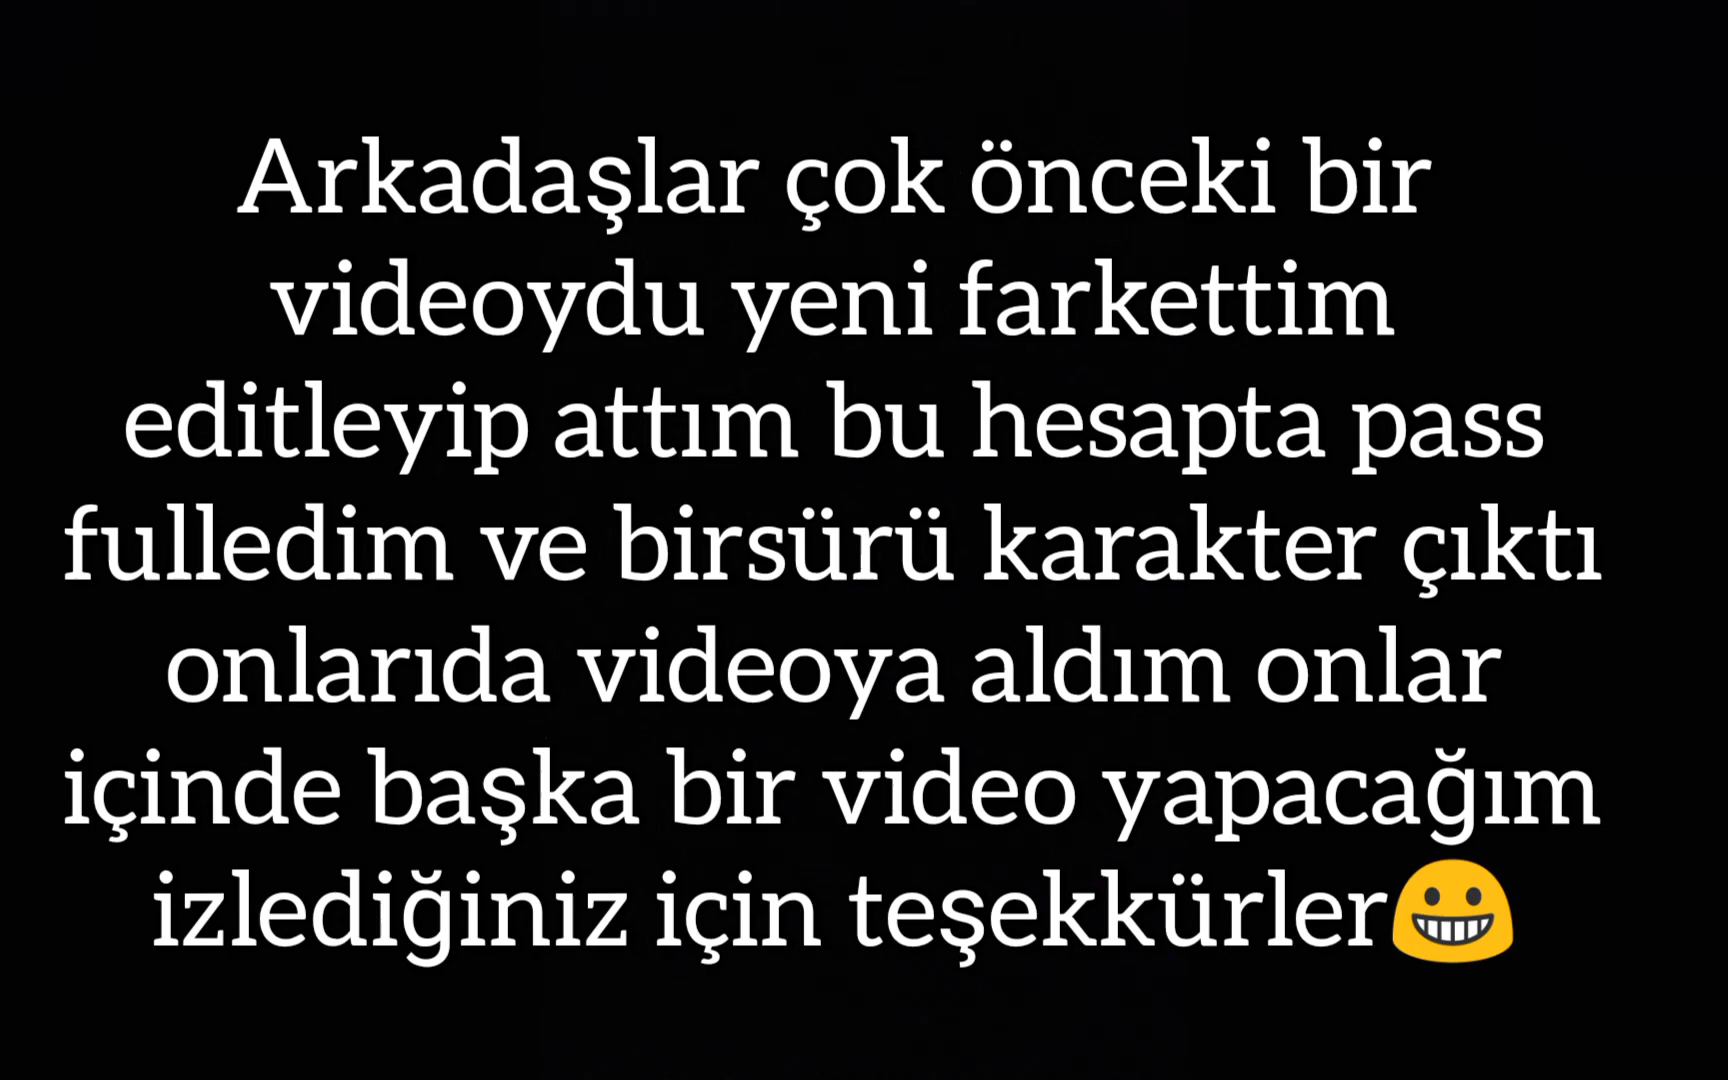 Arkadaşlar çok önceki bir
videoydu yeni farkettim
editleyip attım bu hesapta pass
fulledim ve birsürü karakter çıktı
onlarıda videoya aldım onlar
içinde başka bir video yapacağım
izlediğiniz için teşekkürler😀